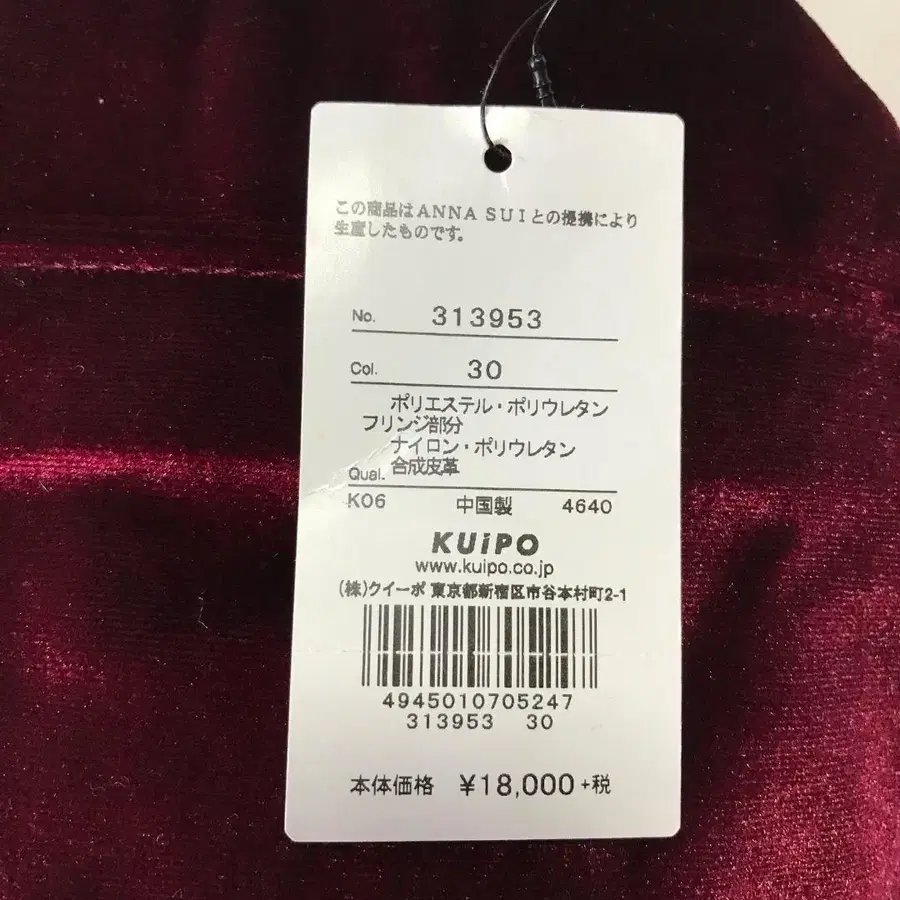 この商品はANNA SUIとの提携により
生産したものです。
No. 313953
Col. 30
ポリエステル・ポリウレタン
フリンジ部分
ナイロン・ポリウレタン
Qual. 合成皮革
K06 中国製 4640
KUiPO
www.kuipo.co.jp
(株)クイーポ 東京都新宿区市谷本村町2-1
4945010705247
313953 30
本体価格 ¥18,000+税